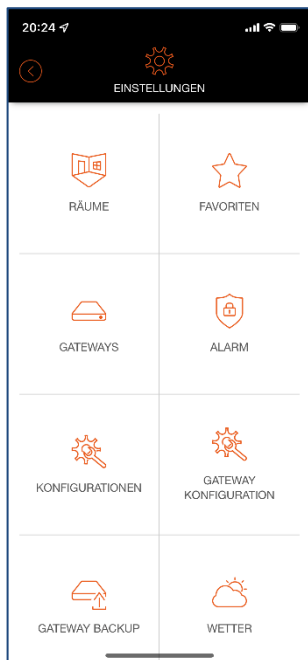 20:24
EINSTELLUNGEN
RÄUME
FAVORITEN
GATEWAYS
ALARM
KONFIGURATIONEN
GATEWAY
KONFIGURATION
GATEWAY BACKUP
WETTER